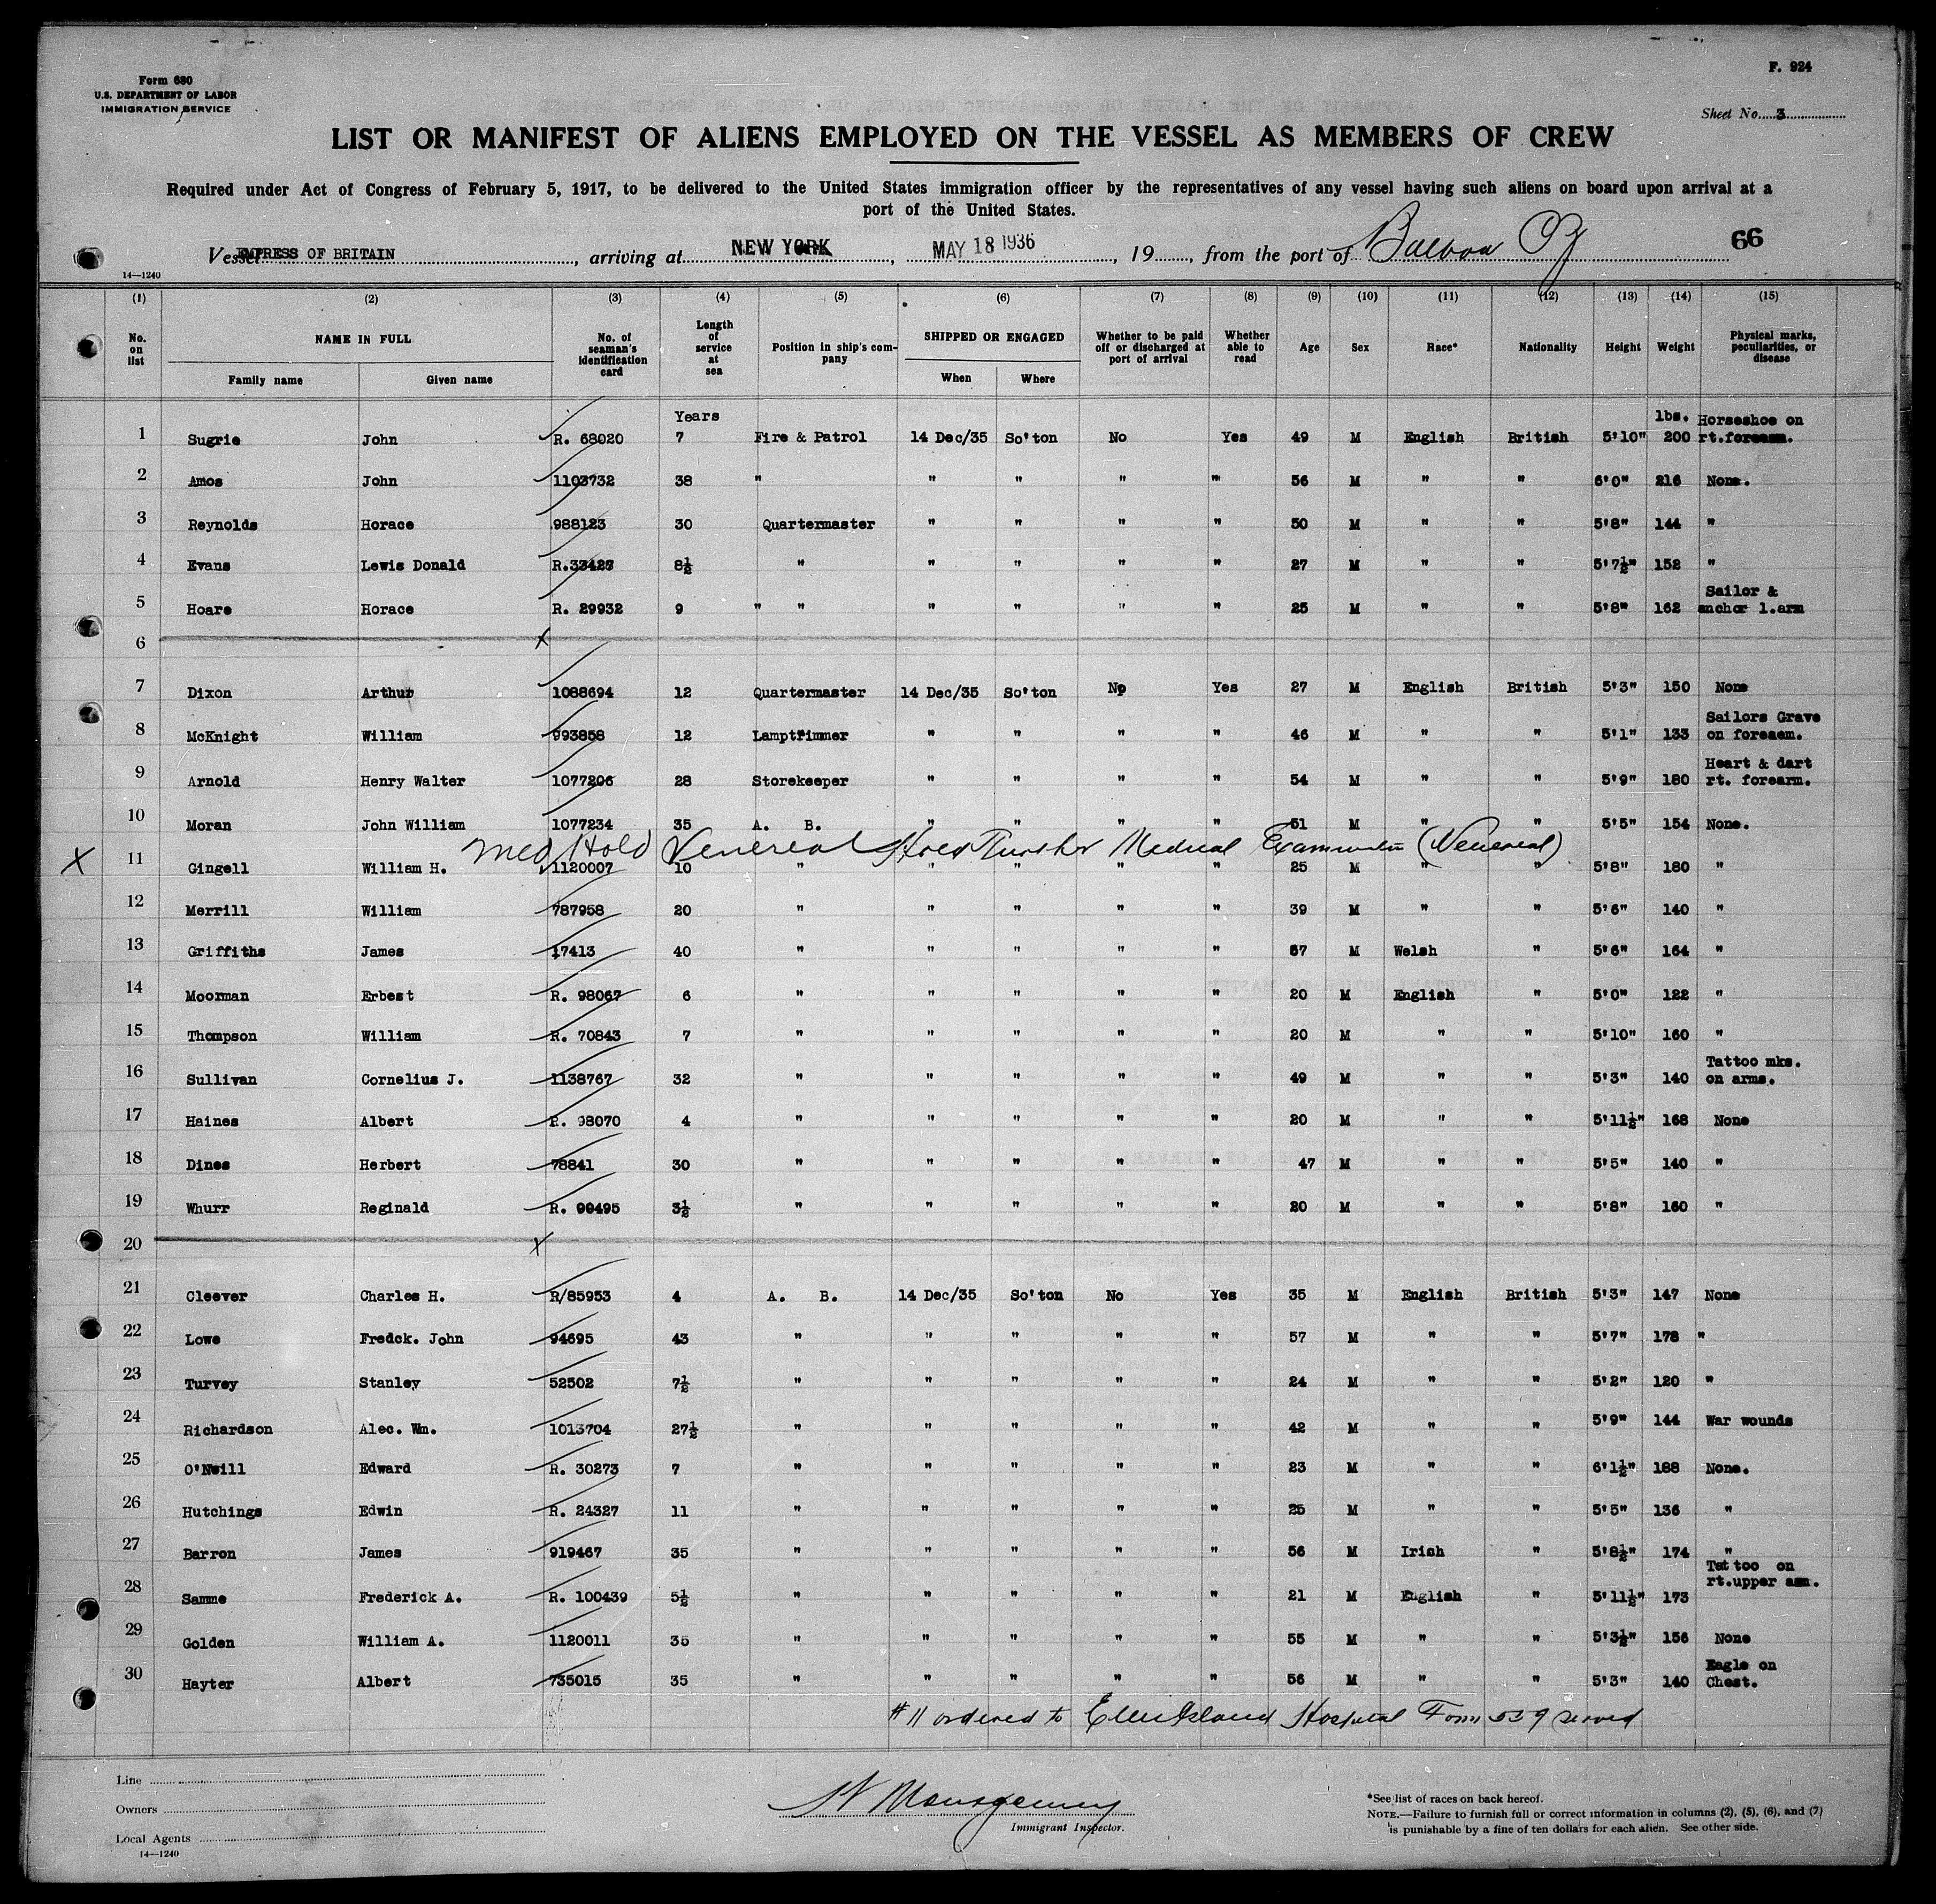 Form 680
U.S. DEPARTMENT OF LABOR
IMMIGRATION SERVICE
F. 924
Sheet No. 3
LIST OR MANIFEST OF ALIENS EMPLOYED ON THE VESSEL AS MEMBERS OF CREW
Required under Act of Congress of February 5, 1917, to be delivered to the United States immigration officer by the representatives of any vessel having such aliens on board upon arrival at a
port of the United States.
Vessel EMPRESS OF BRITAIN, arriving at NEW YORK, MAY 18 1936, 19, from the port of Balboa 66
14—1240
(1) (2) (3) (4) (5) (6) (7) (8) (9) (10) (11) (12) (13) (14) (15)
No. on list NAME IN FULL Family name Given name No. of seaman's identification card Length of service at sea Position in ship's company SHIPPED OR ENGAGED When Where Whether to be paid off or discharged at port of arrival Whether able to read Age Sex Race* Nationality Height Weight Physical marks, peculiarities, or disease
Years lbs.
1 Sugrie John R. 68020 7 Fire & Patrol 14 Dec/35 So'ton No Yes 49 M English British 5'10" 200 Horseshoe on rt.forearm.
2 Amos John 1103732 38 " " " " " 56 M " " 6'0" 216 None.
3 Reynolds Horace 988123 30 Quartermaster " " " " 50 M " " 5'8" 144 "
4 Evans Lewis Donald R.33427 8½ " " " " " 27 M " " 5'7½" 152 "
5 Hoare Horace R. 29932 9 " " " " " " 25 M " " 5'8" 162 Sailor & anchor l.arm
6 x
7 Dixon Arthur 1088694 12 Quartermaster 14 Dec/35 So'ton No Yes 27 M English British 5'3" 150 None
8 McKnight William 993858 12 Lamptrimmer " " " " 46 M " " 5'1" 133 Sailors Grave on foreaem.
9 Arnold Henry Walter 1077206 28 Storekeeper " " " " 54 M " " 5'9" 180 Heart & dart rt. forearm.
10 Moran John William 1077234 35 A. B. " " " " 51 M " " 5'5" 154 None.
Med Hold Venereal Hold Further Medical Examination (Venereal)
X 11 Gingell William H. 1120007 10 " " " " 25 M " " 5'8" 180 "
12 Merrill William 787958 20 " " " " " 39 M " " 5'6" 140 "
13 Griffiths James 17413 40 " " " " " 57 M Welsh " 5'6" 164 "
14 Moorman Erbest R. 98067 6 " " " " " 20 M English " 5'0" 122 "
15 Thompson William R. 70843 7 " " " " " 20 M " " 5'10" 160 "
16 Sullivan Cornelius J. 1138767 32 " " " " " 49 M " " 5'3" 140 Tattoo mks. on arms.
17 Haines Albert R. 98070 4 " " " " " 20 M " " 5'11½" 168 None
18 Dines Herbert 78841 30 " " " " " 47 M " " 5'5" 140 "
19 Whurr Reginald R. 99495 3½ " " " " " 20 M " " 5'8" 160 "
20 x
21 Cleever Charles H. R/85953 4 A. B. 14 Dec/35 So'ton No Yes 35 M English British 5'3" 147 None
22 Lowe Fredck. John 94695 43 " " " " " 57 M " " 5'7" 178 "
23 Turvey Stanley 52502 7½ " " " " " 24 M " " 5'2" 120 "
24 Richardson Alec. Wm. 1013704 27½ " " " " " 42 M " " 5'9" 144 War wounds
25 O'Neill Edward R. 30273 7 " " " " " 23 M " " 6'1½" 188 None.
26 Hutchings Edwin R. 24327 11 " " " " " 25 M " " 5'5" 136 "
27 Barron James 919467 35 " " " " " 56 M Irish " 5'8½" 174 "
28 Samme Frederick A. R. 100439 5½ " " " " " 21 M English " 5'11½" 173 Tattoo on rt.upper arm.
29 Golden William A. 1120011 35 " " " " " 55 M " " 5'3½" 156 None
30 Hayter Albert 735015 35 " " " " " 56 M " " 5'3" 140 Eagle on Chest.
#11 ordered to Ellis Island Hospital Form 539 served
Line
Owners
Local Agents
14—1240
Immigrant Inspector.
*See list of races on back hereof.
NOTE.—Failure to furnish full or correct information in columns (2), (5), (6), and (7)
is punishable by a fine of ten dollars for each alien. See other side.